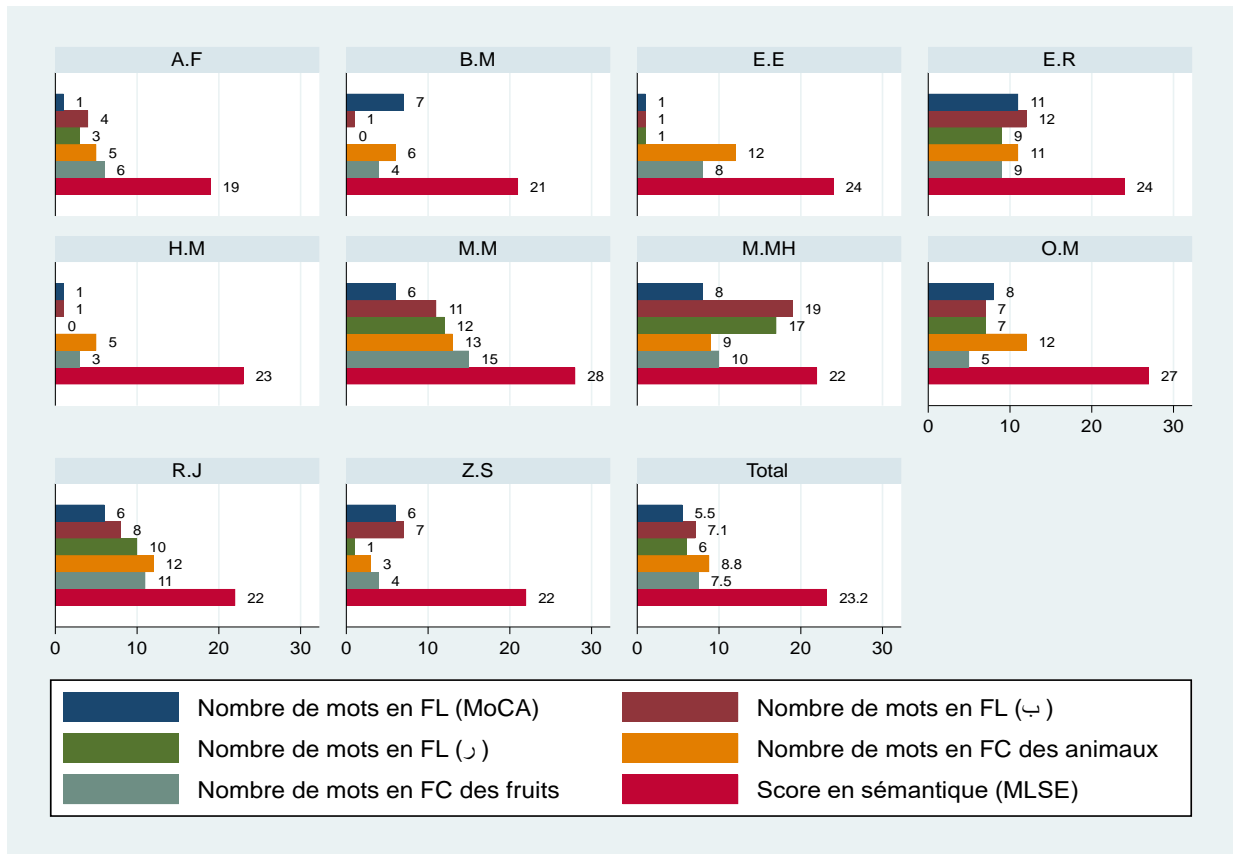 A.F B.M E.E E.R
1 7 1 11
4 1 1 12
3 0 1 9
5 6 12 11
6 4 8 9
19 21 24 24
H.M M.M M.MH O.M
1 6 8 8
1 11 19 7
0 12 17 7
5 13 9 12
3 15 10 5
23 28 22 27
0 10 20 30
R.J Z.S Total
6 6 5.5
8 7 7.1
10 1 6
12 3 8.8
11 4 7.5
22 22 23.2
0 10 20 30 0 10 20 30 0 10 20 30
Nombre de mots en FL (MoCA) Nombre de mots en FL (ب)
Nombre de mots en FL (ر) Nombre de mots en FC des animaux
Nombre de mots en FC des fruits Score en sémantique (MLSE)